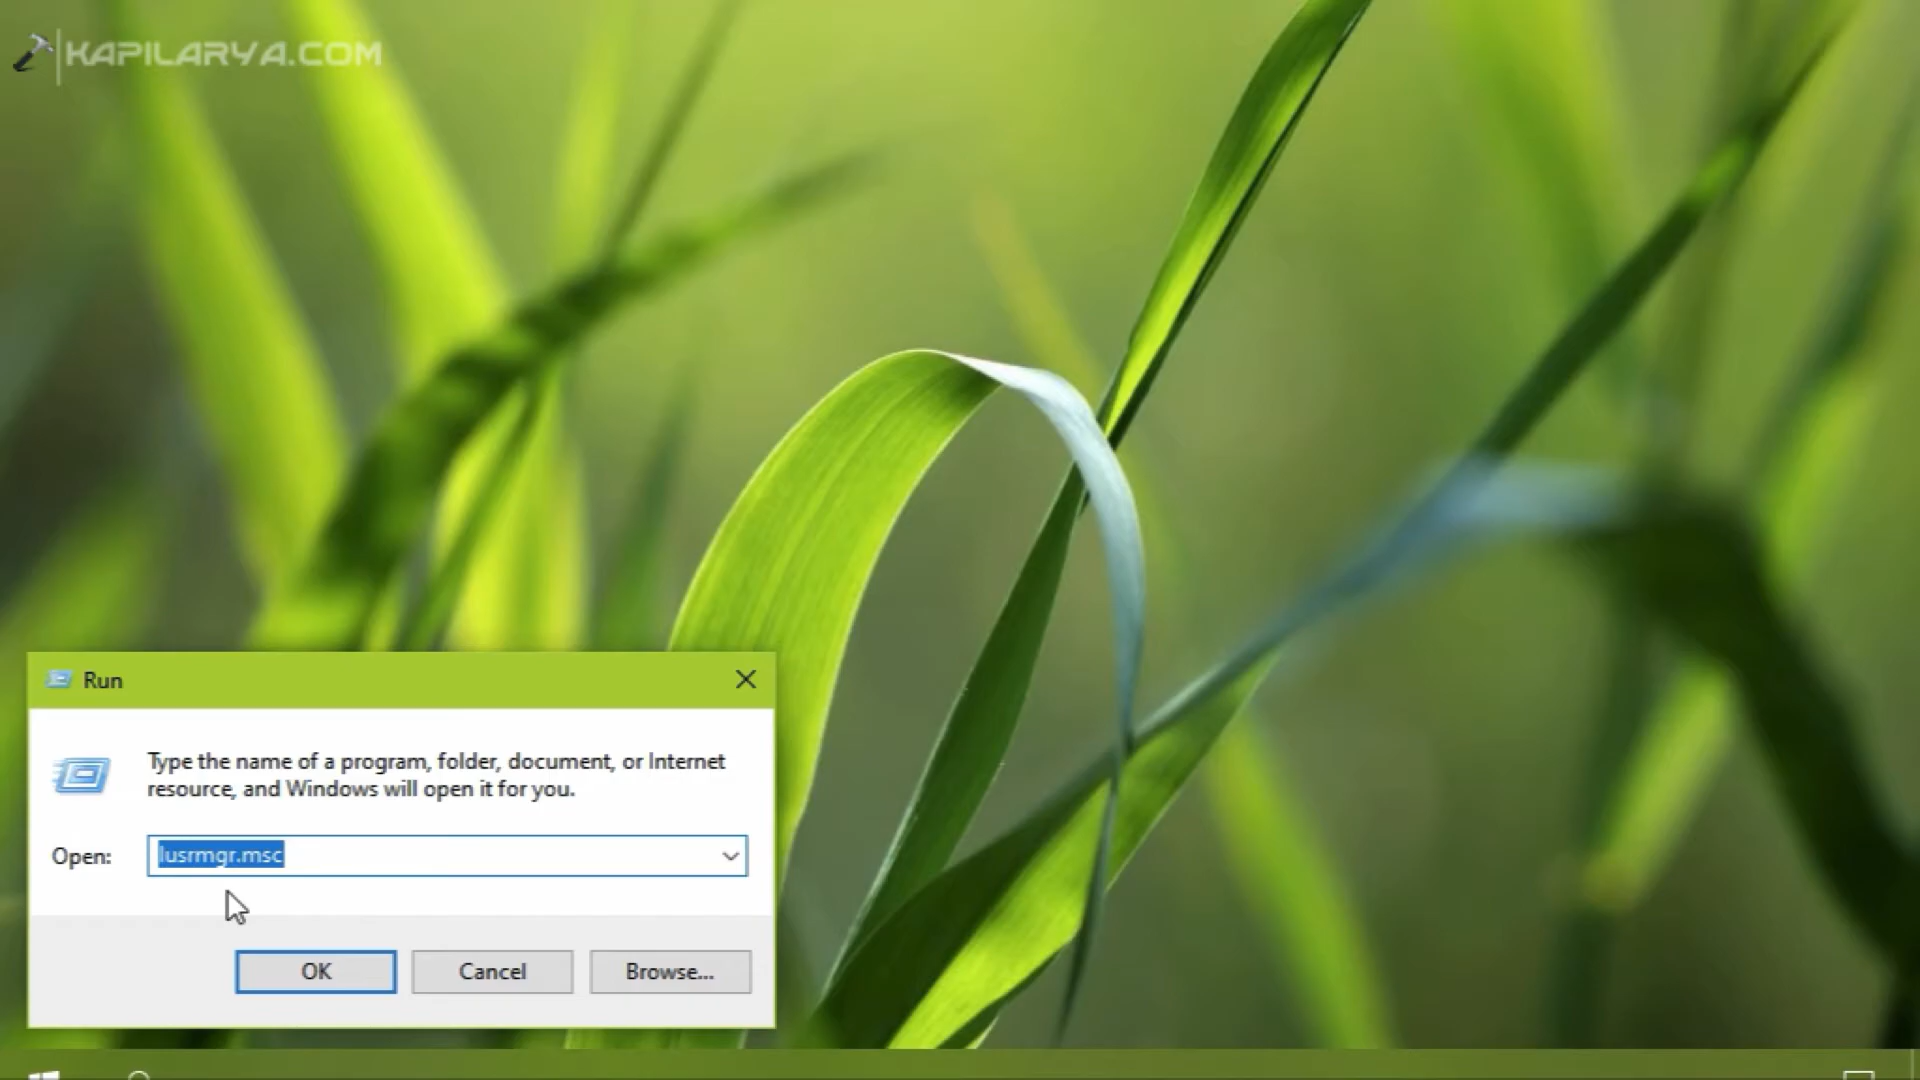 KAPILARYA.COM
Run
Type the name of a program, folder, document, or Internet
resource, and Windows will open it for you.
Open: lusrmgr.msc
OK Cancel Browse...